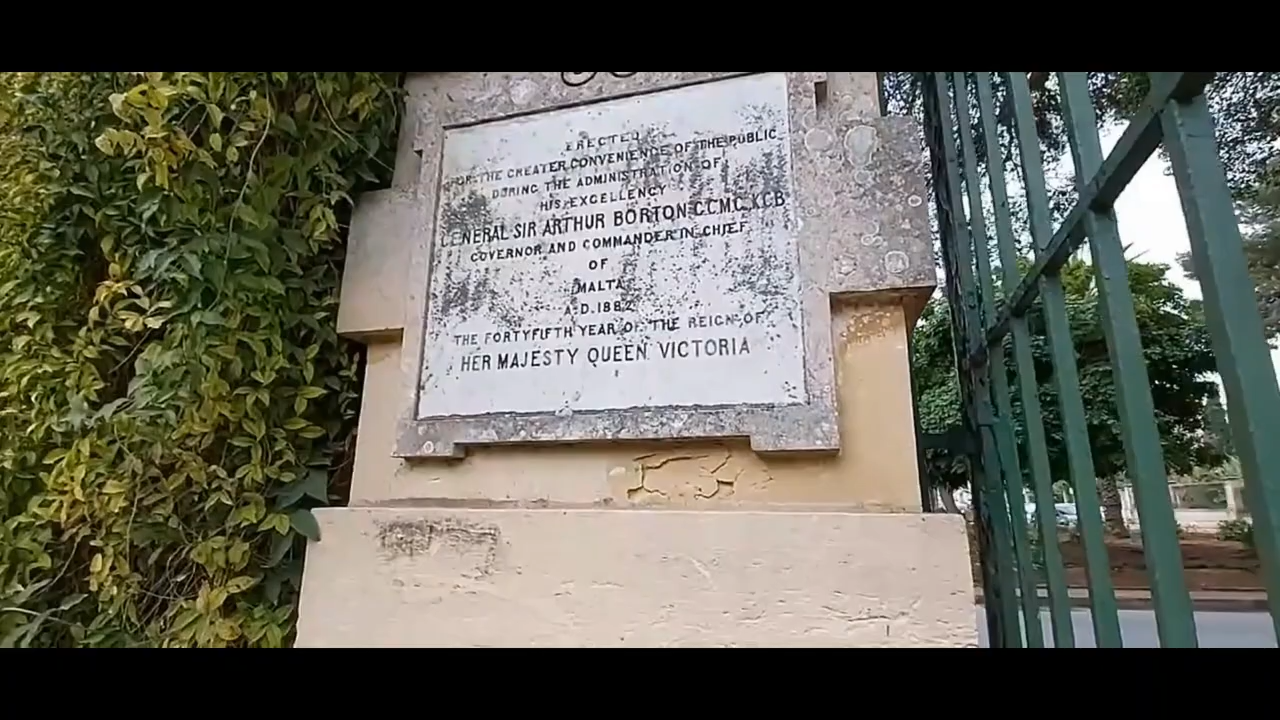 ERECTED
FOR THE GREATER CONVENIENCE OF THE PUBLIC
DURING THE ADMINISTRATION OF
HIS EXCELLENCY
GENERAL SIR ARTHUR BORTON G.C.M.G. K.C.B
GOVERNOR AND COMMANDER IN CHIEF
OF
MALTA
A.D. 1882
THE FORTYFIFTH YEAR OF THE REIGN OF
HER MAJESTY QUEEN VICTORIA